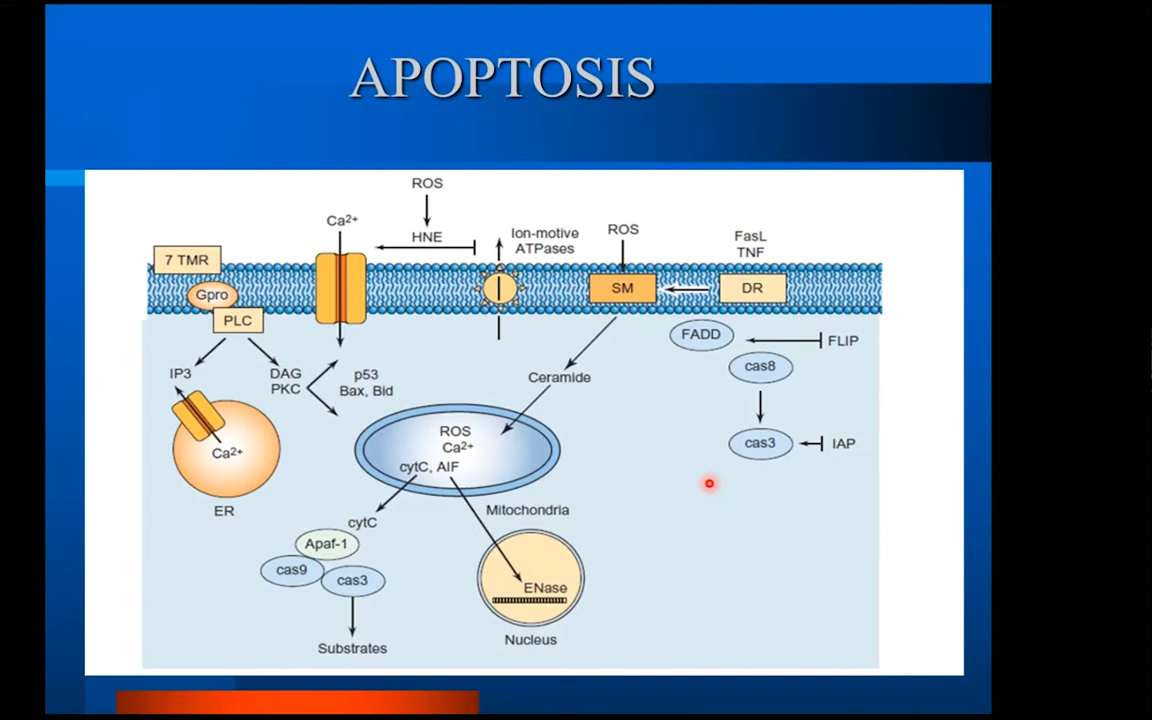 APOPTOSIS
ROS
Ca2+
HNE
Ion-motive
ATPases
ROS
FasL
TNF
7 TMR
Gpro
PLC
SM
DR
FADD
FLIP
cas8
IP3
DAG
PKC
p53
Bax, Bid
Ceramide
cas3
IAP
ROS
Ca2+
cytC, AIF
Ca2+
ER
Mitochondria
cytC
Apaf-1
cas9
cas3
ENase
Nucleus
Substrates